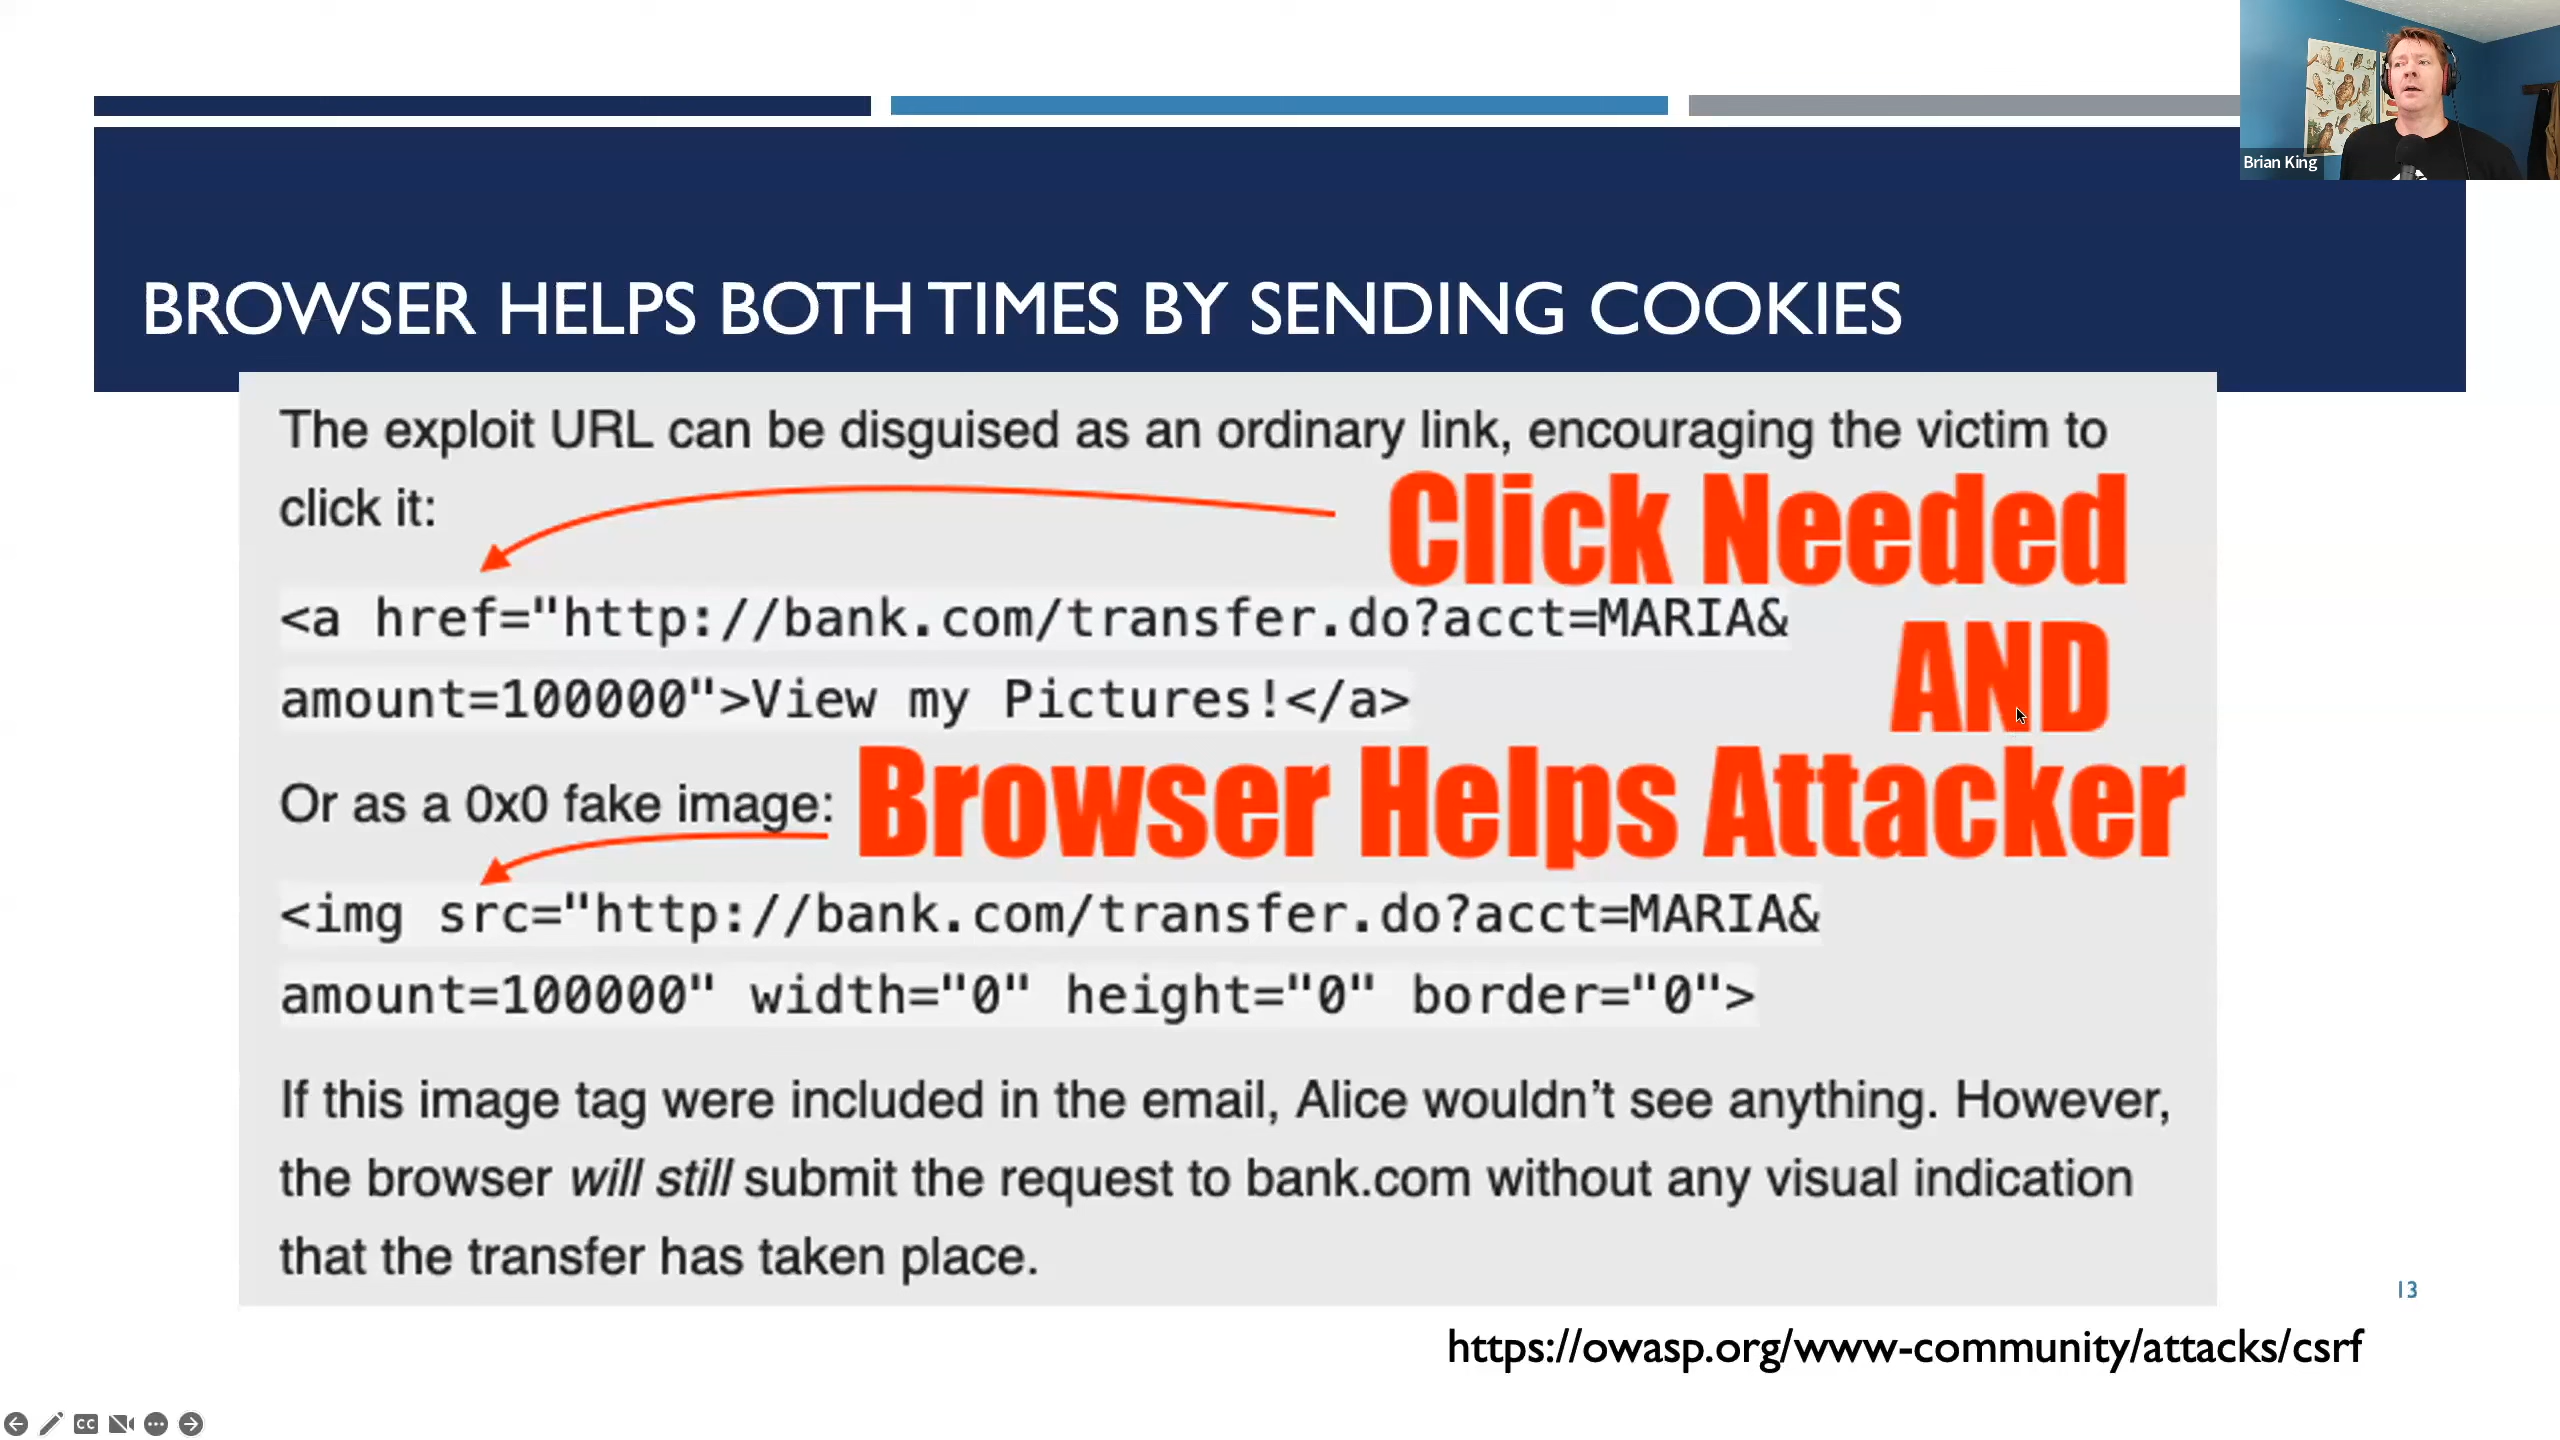 Brian King
BROWSER HELPS BOTH TIMES BY SENDING COOKIES
The exploit URL can be disguised as an ordinary link, encouraging the victim to
click it:
Click Needed
<a href="http://bank.com/transfer.do?acct=MARIA&
AND
amount=100000">View my Pictures!</a>
Or as a 0x0 fake image:
Browser Helps Attacker
<img src="http://bank.com/transfer.do?acct=MARIA&
amount=100000" width="0" height="0" border="0">
If this image tag were included in the email, Alice wouldn’t see anything. However,
the browser will still submit the request to bank.com without any visual indication
that the transfer has taken place.
13
https://owasp.org/www-community/attacks/csrf
CC